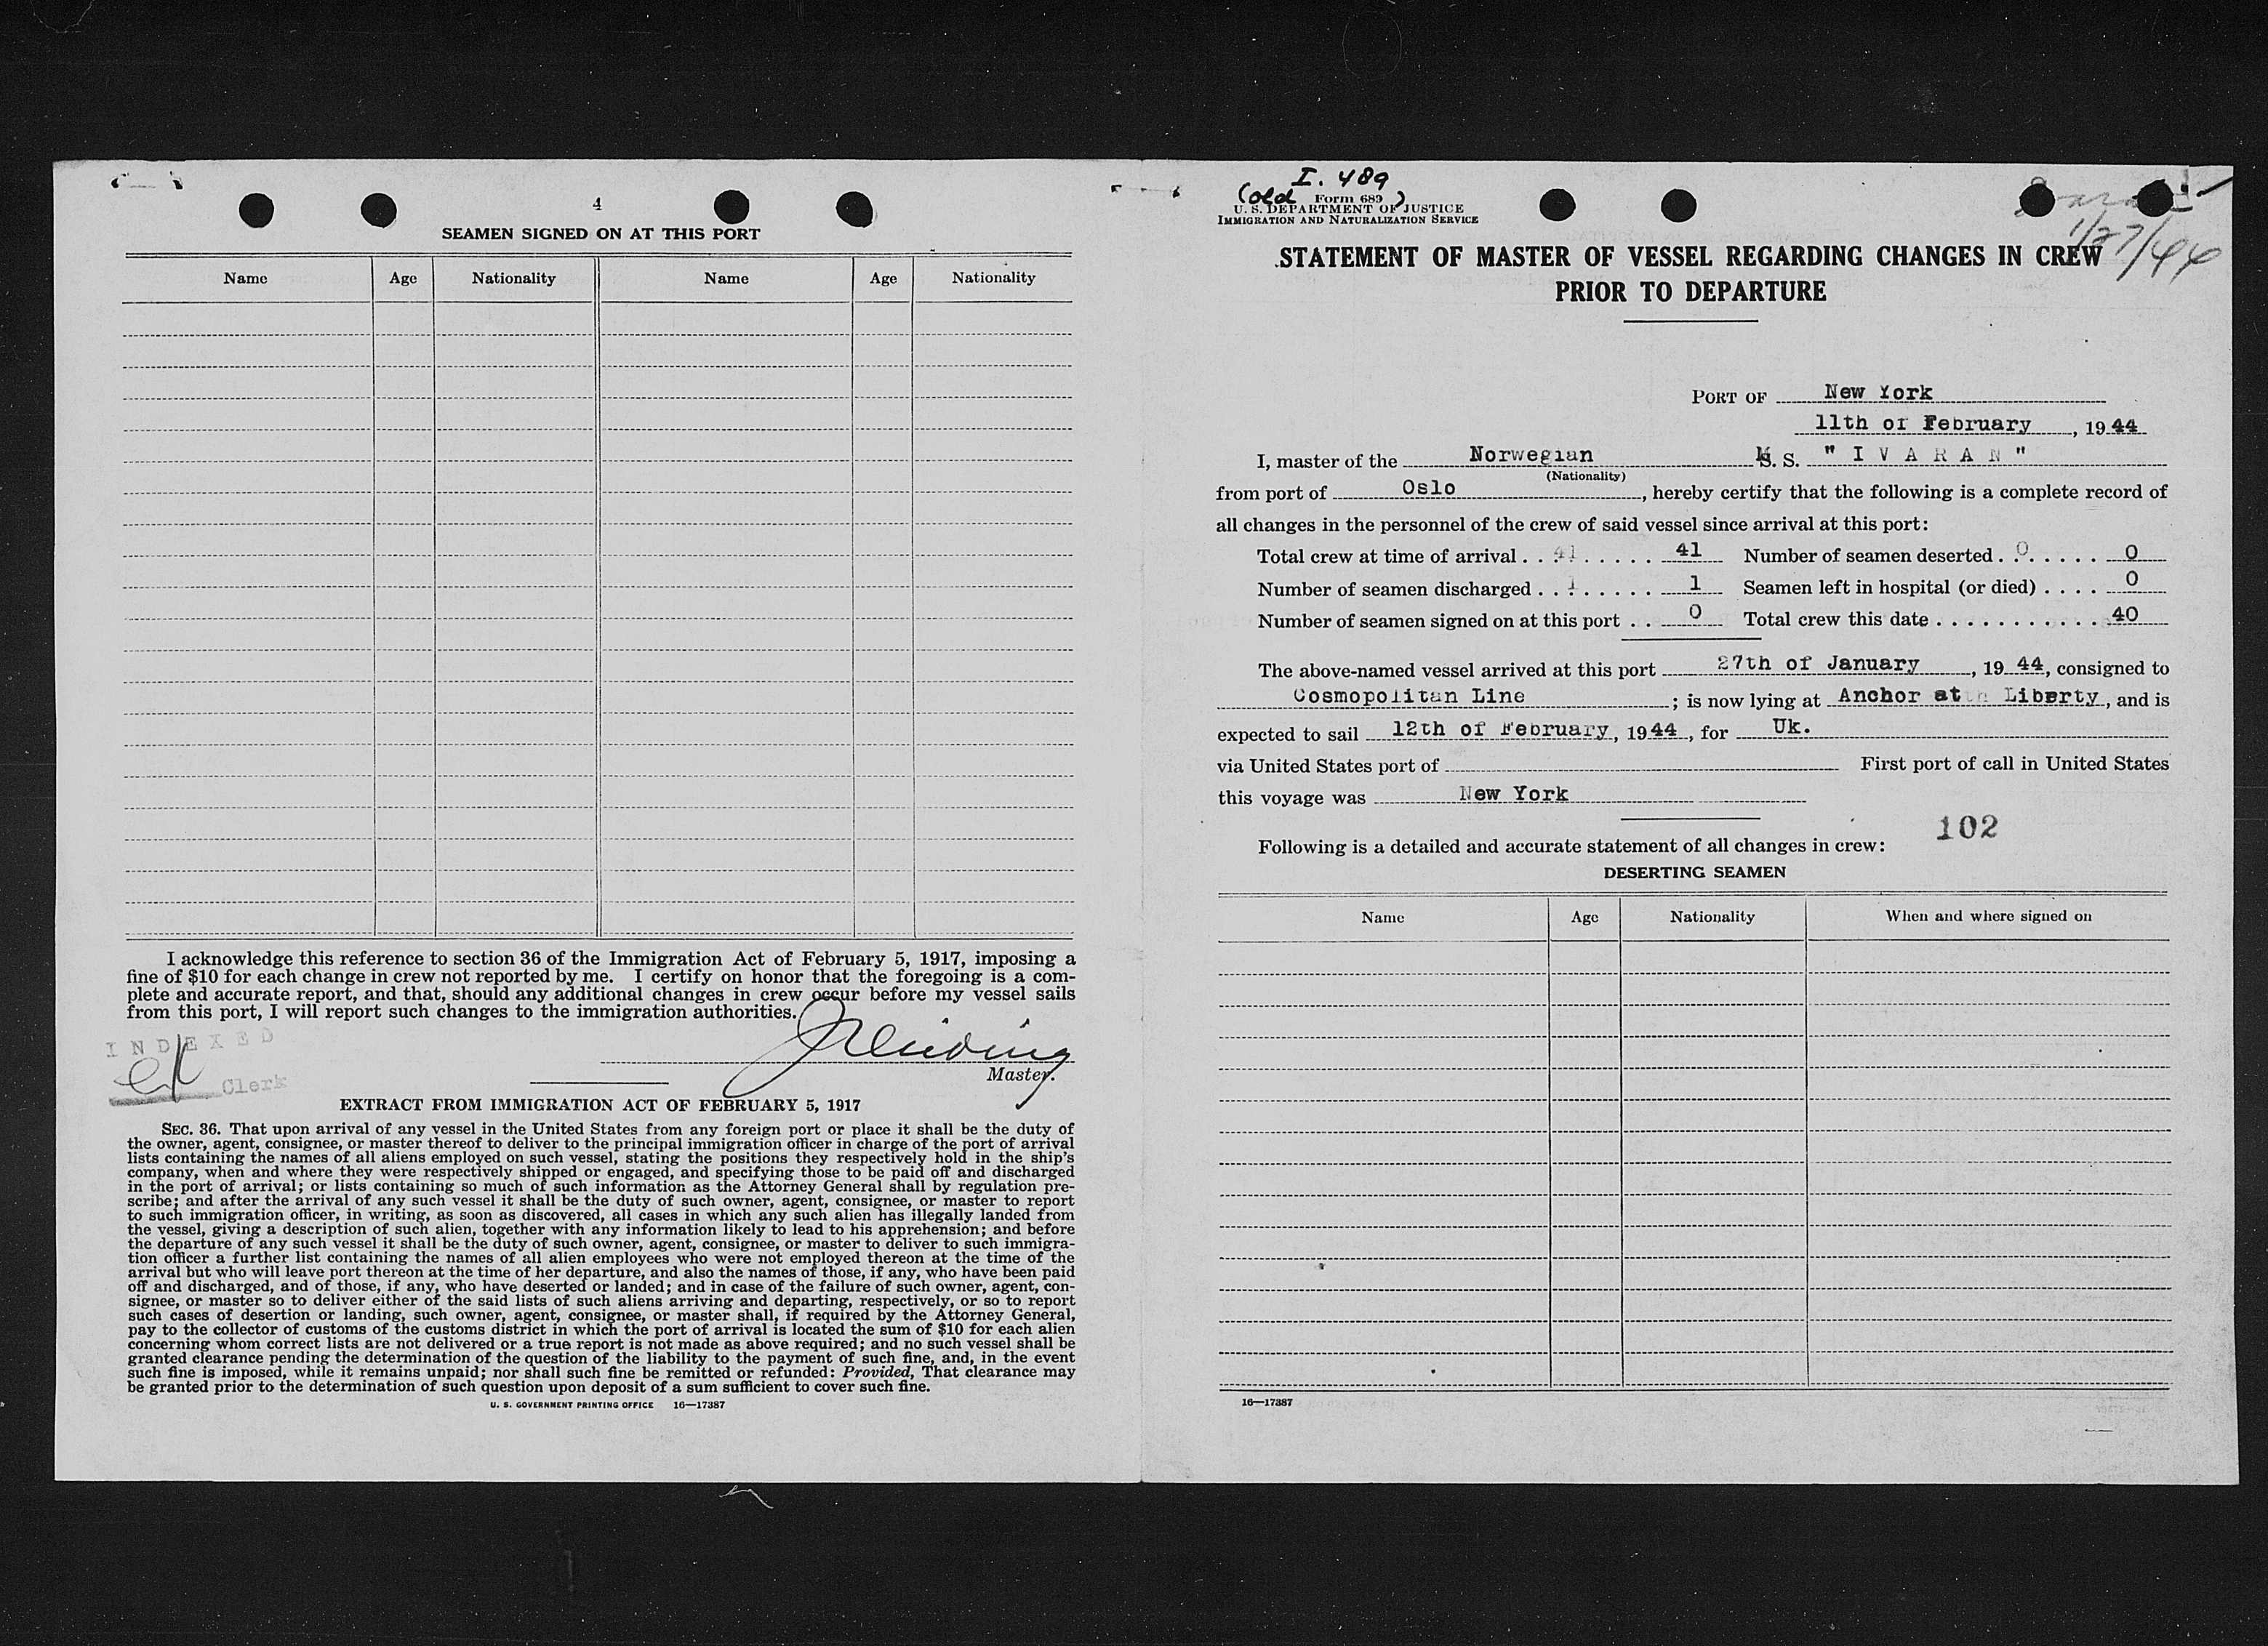 4
SEAMEN SIGNED ON AT THIS PORT
Name Age Nationality Name Age Nationality
I acknowledge this reference to section 36 of the Immigration Act of February 5, 1917, imposing a
fine of $10 for each change in crew not reported by me. I certify on honor that the foregoing is a com-
plete and accurate report, and that, should any additional changes in crew occur before my vessel sails
from this port, I will report such changes to the immigration authorities.
INDEXED
Clerk
Master.
EXTRACT FROM IMMIGRATION ACT OF FEBRUARY 5, 1917
SEC. 36. That upon arrival of any vessel in the United States from any foreign port or place it shall be the duty of
the owner, agent, consignee, or master thereof to deliver to the principal immigration officer in charge of the port of arrival
lists containing the names of all aliens employed on such vessel, stating the positions they respectively hold in the ship's
company, when and where they were respectively shipped or engaged, and specifying those to be paid off and discharged
in the port of arrival; or lists containing so much of such information as the Attorney General shall by regulation pre-
scribe; and after the arrival of any such vessel it shall be the duty of such owner, agent, consignee, or master to report
to such immigration officer, in writing, as soon as discovered, all cases in which any such alien has illegally landed from
the vessel, giving a description of such alien, together with any information likely to lead to his apprehension; and before
the departure of any such vessel it shall be the duty of such owner, agent, consignee, or master to deliver to such immigra-
tion officer a further list containing the names of all alien employees who were not employed thereon at the time of the
arrival but who will leave port thereon at the time of her departure, and also the names of those, if any, who have been paid
off and discharged, and of those, if any, who have deserted or landed; and in case of the failure of such owner, agent, con-
signee, or master so to deliver either of the said lists of such aliens arriving and departing, respectively, or so to report
such cases of desertion or landing, such owner, agent, consignee, or master shall, if required by the Attorney General,
pay to the collector of customs of the customs district in which the port of arrival is located the sum of $10 for each alien
concerning whom correct lists are not delivered or a true report is not made as above required; and no such vessel shall be
granted clearance pending the determination of the question of the liability to the payment of such fine, and, in the event
such fine is imposed, while it remains unpaid; nor shall such fine be remitted or refunded: Provided, That clearance may
be granted prior to the determination of such question upon deposit of a sum sufficient to cover such fine.
U. S. GOVERNMENT PRINTING OFFICE 16—17387
I. 489
(old Form 689)
U. S. DEPARTMENT OF JUSTICE
IMMIGRATION AND NATURALIZATION SERVICE
1/27/44
STATEMENT OF MASTER OF VESSEL REGARDING CHANGES IN CREW
PRIOR TO DEPARTURE
PORT OF New York
11th of February, 1944
I, master of the Norwegian M. S. "IVARAN"
(Nationality)
from port of Oslo, hereby certify that the following is a complete record of
all changes in the personnel of the crew of said vessel since arrival at this port:
Total crew at time of arrival . . . 41 . . . . . 41 Number of seamen deserted . 0 . . . . . . 0
Number of seamen discharged . . 1 . . . . . . 1 Seamen left in hospital (or died) . . . . 0
Number of seamen signed on at this port . . 0 Total crew this date . . . . . . . . . . . 40
The above-named vessel arrived at this port 27th of January, 1944, consigned to
Cosmopolitan Line; is now lying at Anchor at Liberty, and is
expected to sail 12th of February, 1944, for Uk.
via United States port of First port of call in United States
this voyage was New York
102
Following is a detailed and accurate statement of all changes in crew:
DESERTING SEAMEN
Name Age Nationality When and where signed on
16—17387